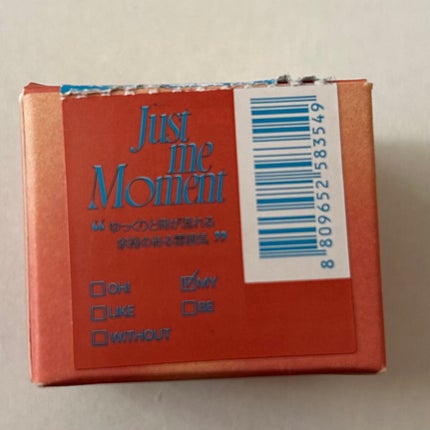 Just
me
Moment
“ ゆっくりと時が流れる
余裕のある雰囲気 ”
OH!
MY
LIKE
BE
WITHOUT
8 809652 583549